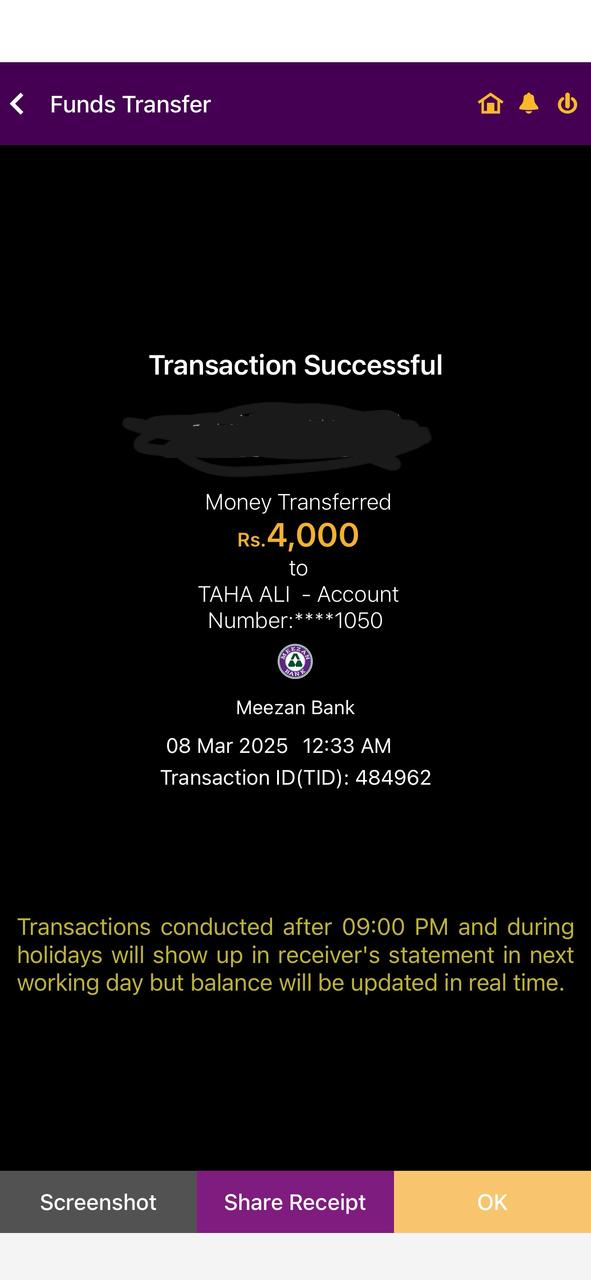 Funds Transfer
Transaction Successful
Money Transferred
Rs.4,000
to
TAHA ALI - Account
Number:****1050
MEEZAN BANK
Meezan Bank
08 Mar 2025 12:33 AM
Transaction ID(TID): 484962
Transactions conducted after 09:00 PM and during
holidays will show up in receiver's statement in next
working day but balance will be updated in real time.
Screenshot
Share Receipt
OK